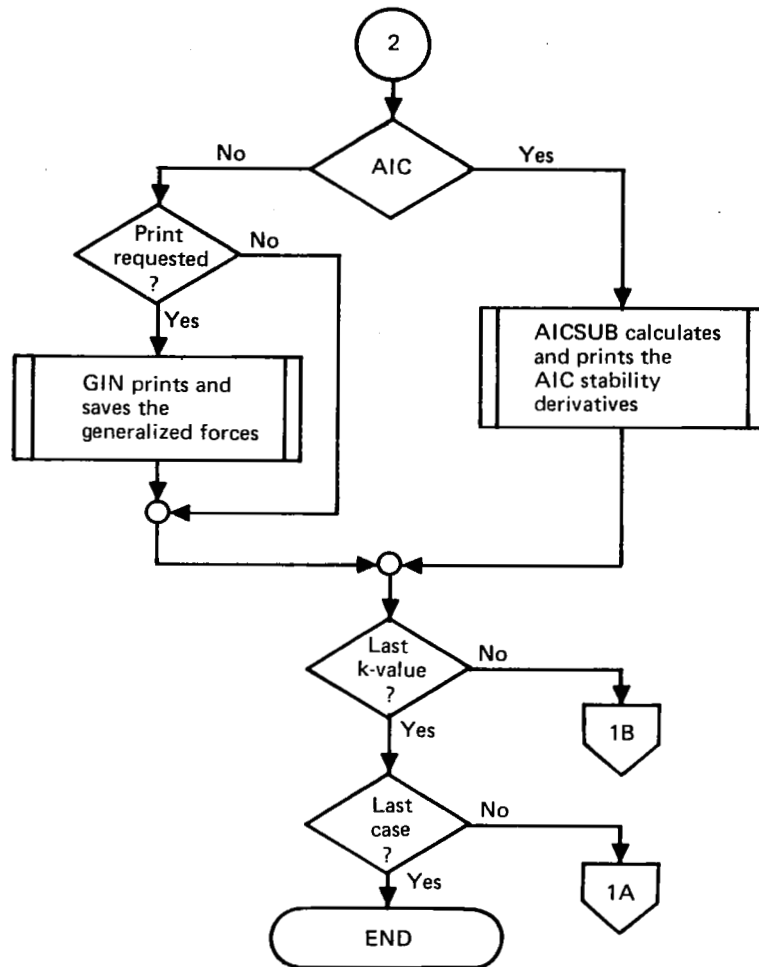 2
No
AIC
Yes
Print
requested
?
No
Yes
GIN prints and
saves the
generalized forces
AICSUB calculates
and prints the
AIC stability
derivatives
Last
k-value
?
No
1B
Yes
Last
case
?
No
1A
Yes
END